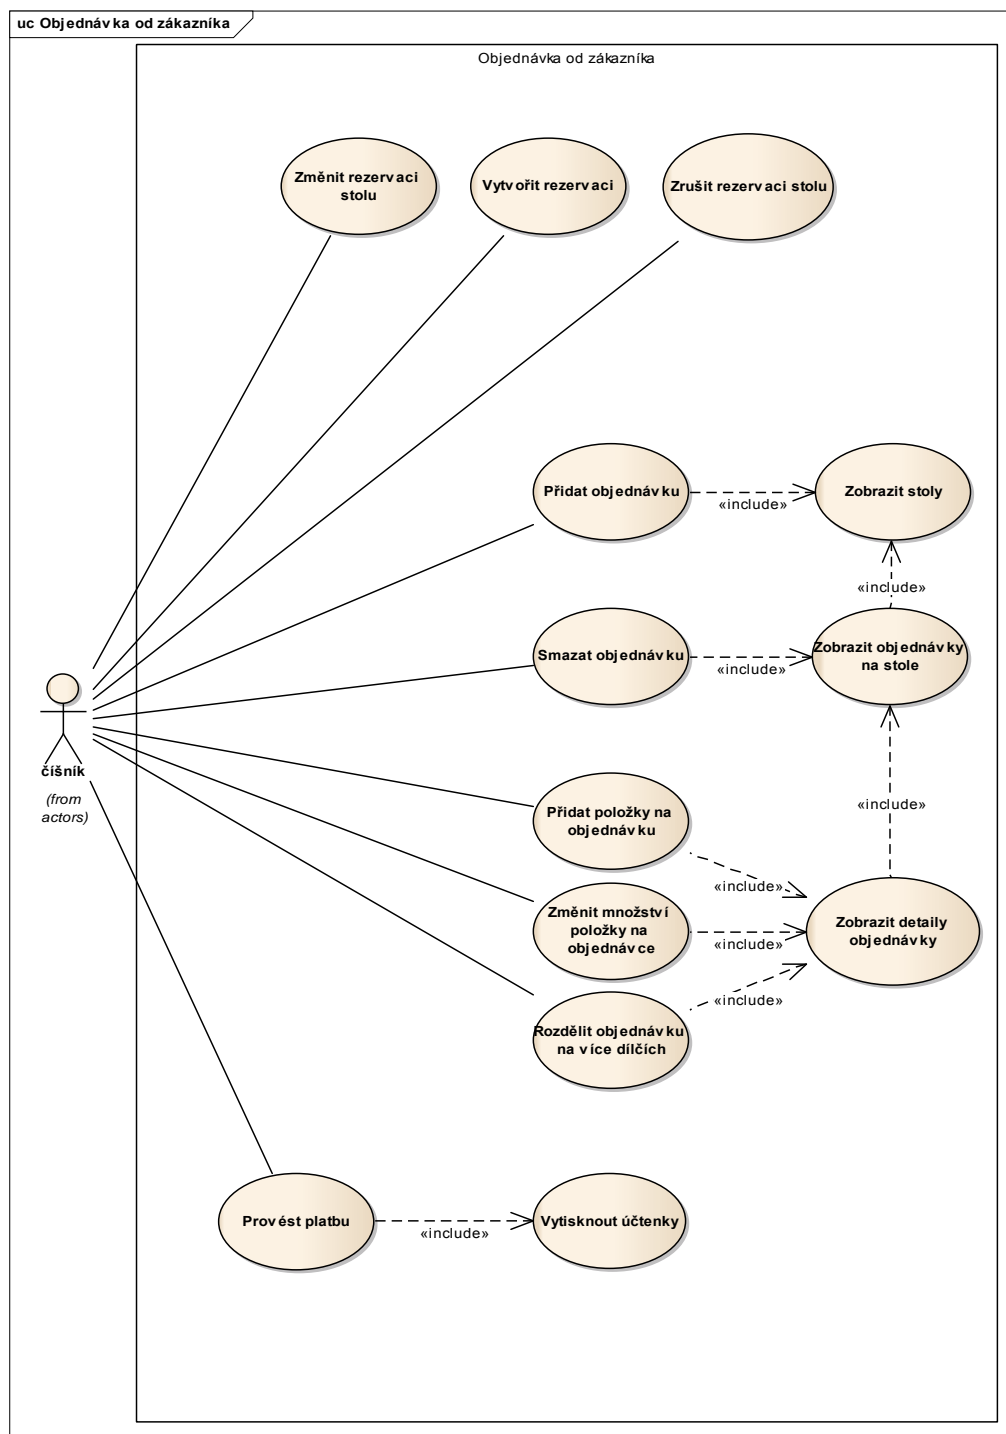 uc Objednávka od zákazníka
Objednávka od zákazníka
Změnit rezervaci
stolu
Vytvořit rezervaci
Zrušit rezervaci stolu
Přidat objednávku
«include»
Zobrazit stoly
«include»
Smazat objednávku
«include»
Zobrazit objednávky
na stole
číšník
(from
actors)
«include»
Přidat položky na
objednávku
«include»
Změnit množství
položky na
objednávce
«include»
Zobrazit detaily
objednávky
«include»
Rozdělit objednávku
na více dílčích
Provést platbu
«include»
Vytisknout účtenky